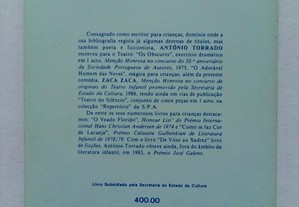 Consagrado como escritor para crianças, domínio onde a
sua bibliografia regista já algumas dezenas de títulos, mas
também poeta e ficcionista, ANTÓNIO TORRADO
escreveu para o Teatro: "Os Obscuros", exercício dramático
em 1 acto, Menção Honrosa no concurso do 50.º aniversário
da Sociedade Portuguesa de Autores, 1975, "O Adorável
Homem das Neves", mágica para crianças, além da presente
comédia, ZACA ZACA, Menção Honrosa no concurso de
originais do Teatro Infantil promovido pela Secretaria de
Estado da Cultura, 1986, tendo ainda em vias de publicação
"Teatro do Silêncio", conjunto de cinco peças em 1 acto, na
colecção "Repertório" da S.P.A.
De entre os seus numerosos livros para crianças destaca-
mos: "O Veado Florido", Honour List do Prémio Inter-
national Hans Christian Andersen de 1974 e "Como se faz Cor
de Laranja", Prémio Calouste Gulbenkian de Literatura
Infantil de 1978/79. Com o livro "De Vítor ao Xadrez" livro
de ficções, António Torrado obteve ainda, fora do âmbito da
literatura infantil, em 1983, o Prémio José Galeno.
Livro Subsidiado pela Secretaria de Estado da Cultura
400.00